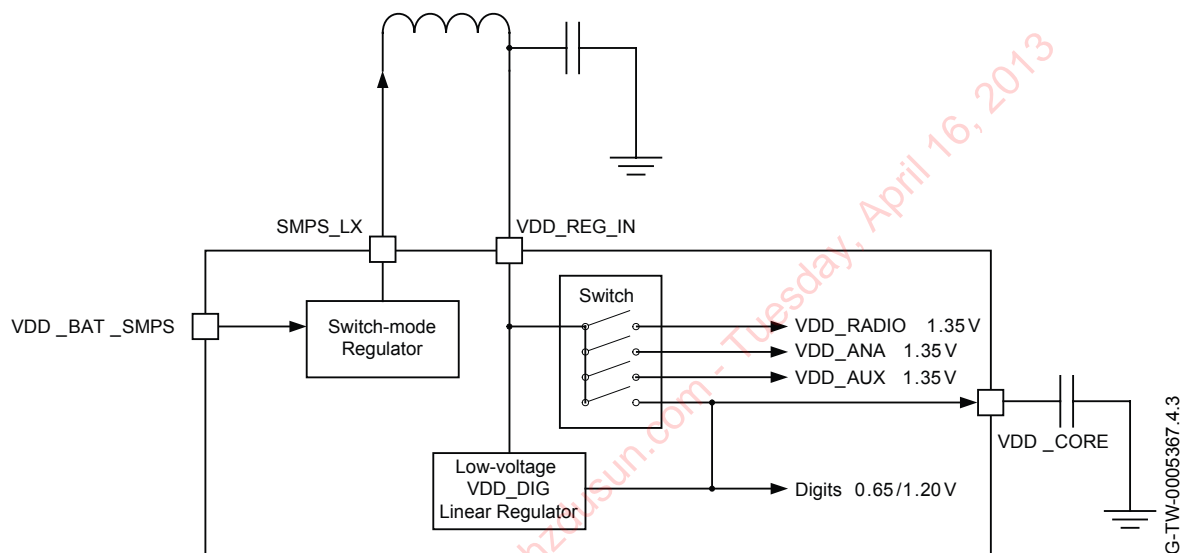 SMPS_LX
VDD_REG_IN
VDD _BAT _SMPS
Switch-mode
Regulator
Switch
VDD_RADIO 1.35 V
VDD_ANA 1.35 V
VDD_AUX 1.35 V
VDD _CORE
Low-voltage
VDD_DIG
Linear Regulator
Digits 0.65/1.20 V
G-TW-0005367.4.3
hzdusun.com - Tuesday, April 16, 2013